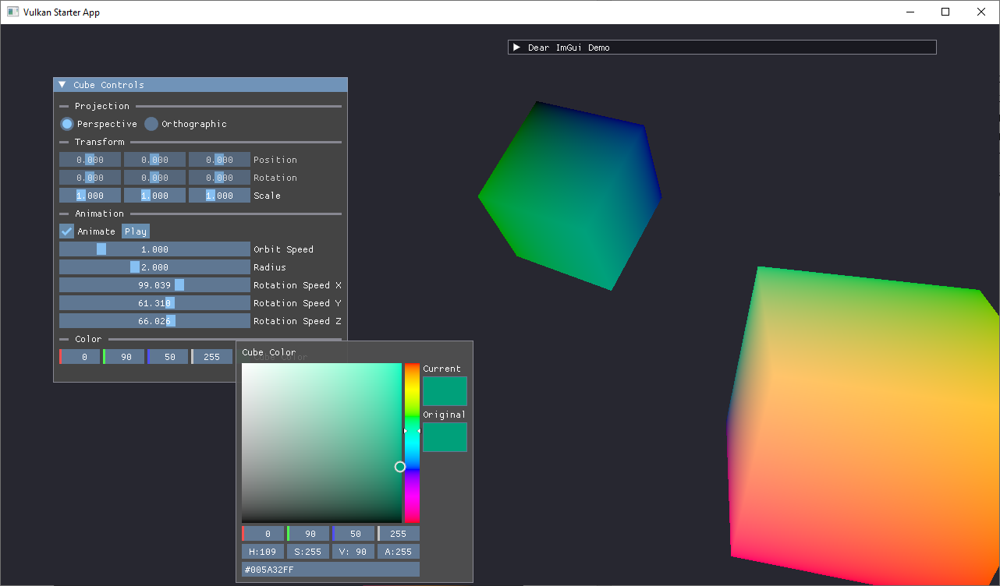 Vulkan Starter App
Dear ImGui Demo
Cube Controls
Projection
Perspective Orthographic
Transform
0.000 0.000 0.000 Position
0.000 0.000 0.000 Rotation
1.000 1.000 1.000 Scale
Animation
Animate Play
1.000 Orbit Speed
2.000 Radius
99.039 Rotation Speed X
61.310 Rotation Speed Y
66.026 Rotation Speed Z
Color
0 90 50 255 Cube Color
Cube Color
Current
Original
0 90 50 255
H:109 S:255 V: 90 A:255
#005A32FF